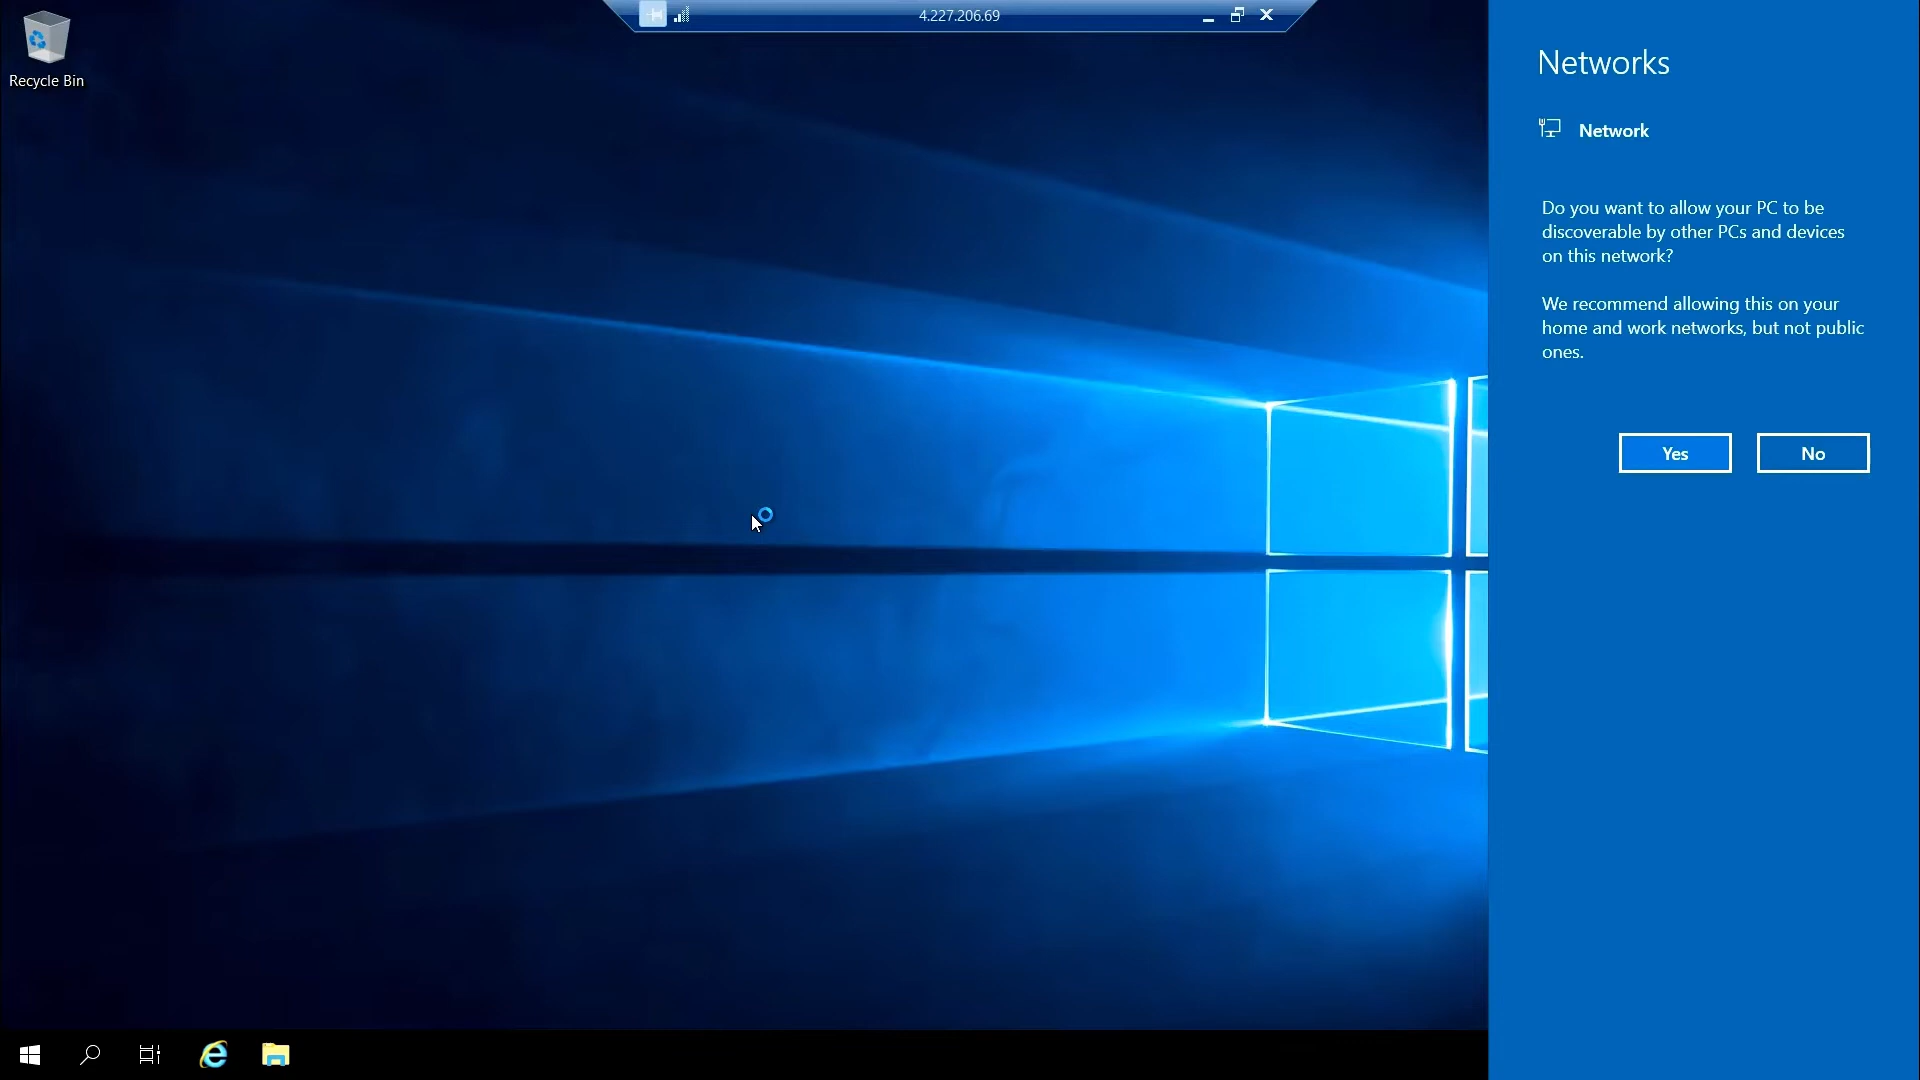 4.227.206.69
Recycle Bin
Networks
Network
Do you want to allow your PC to be
discoverable by other PCs and devices
on this network?
We recommend allowing this on your
home and work networks, but not public
ones.
Yes
No